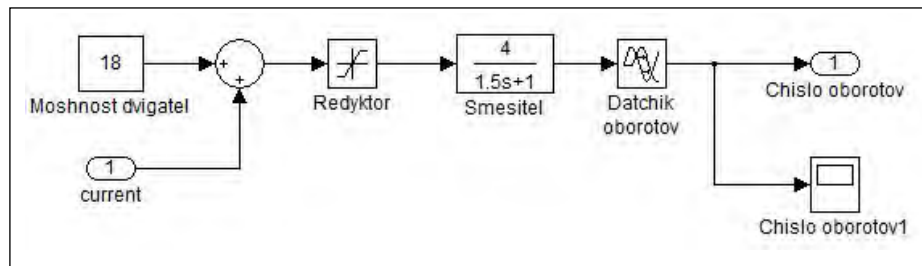 18
Moshnost dvigatel
1
current
+
+
Redyktor
4
1.5s+1
Smesitel
Datchik
oborotov
1
Chislo oborotov
Chislo oborotov1